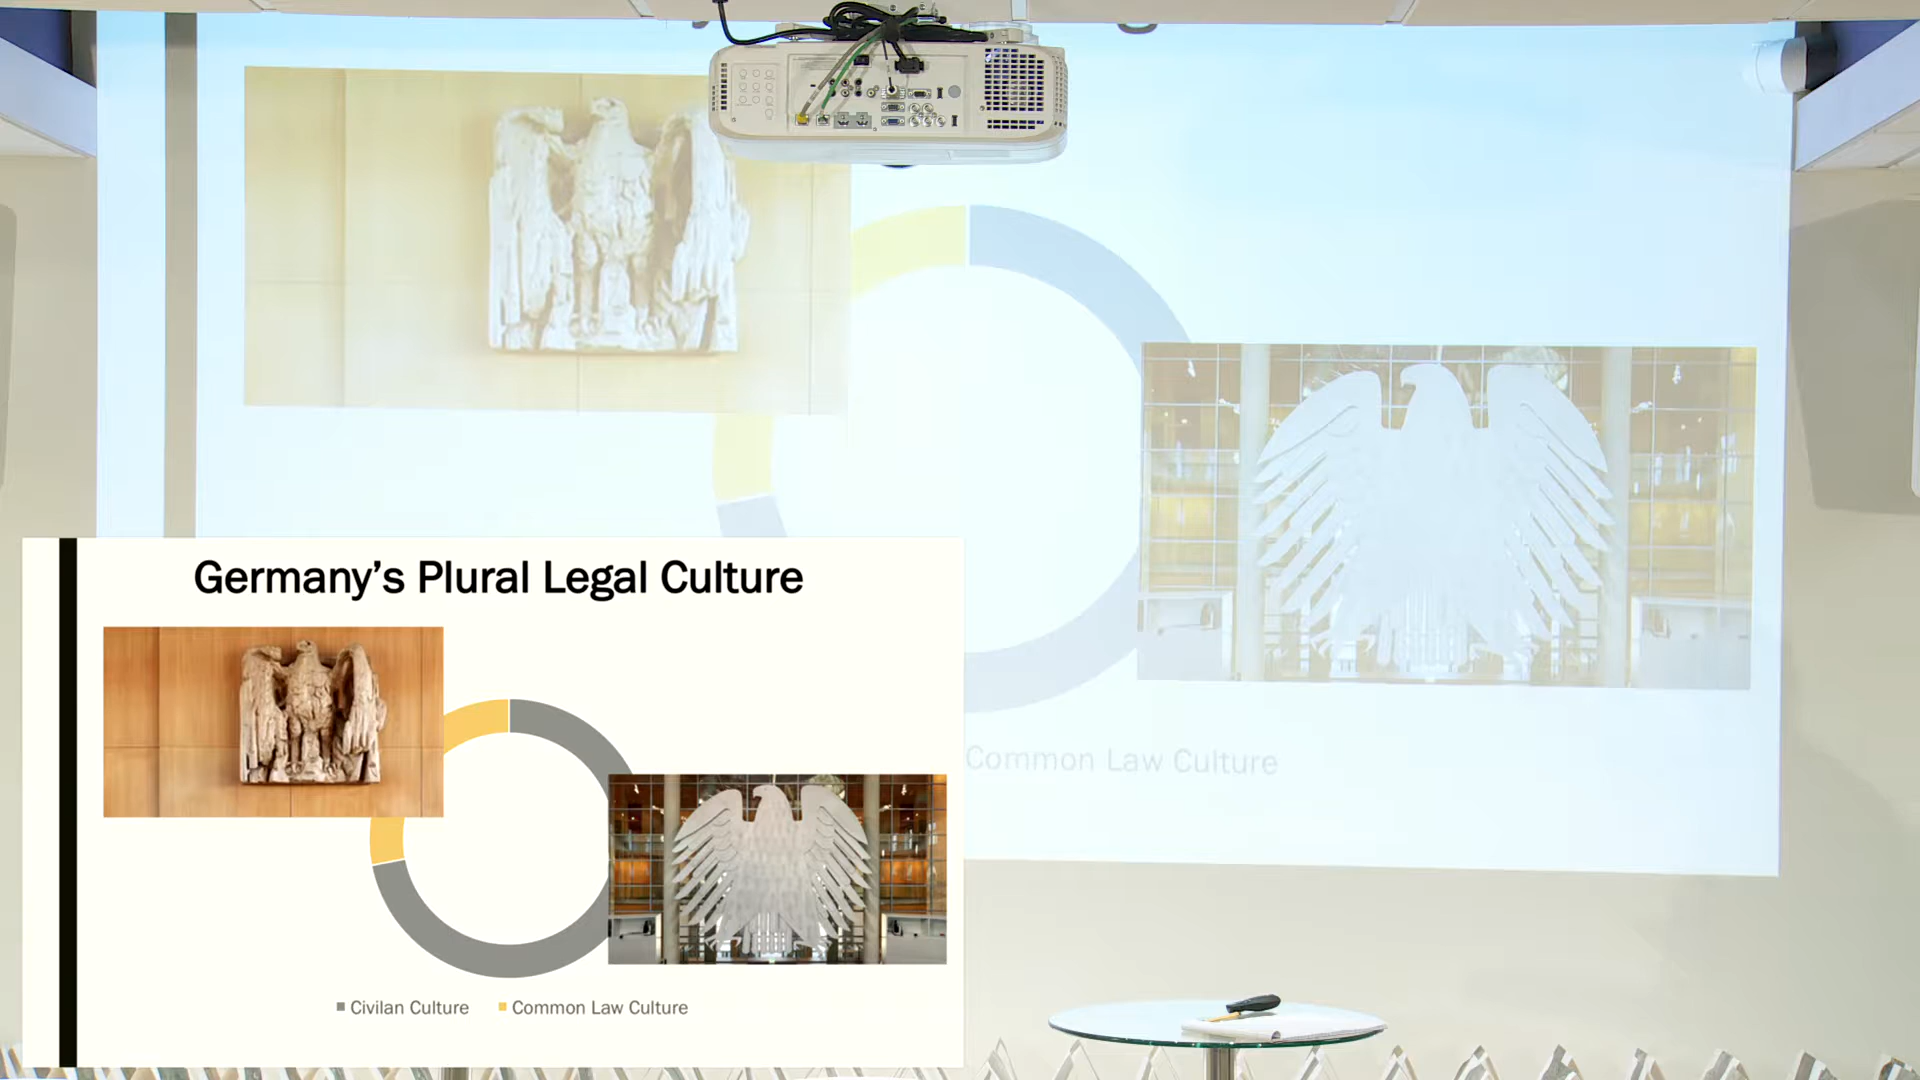 Germany's Plural Legal Culture
Civilan Culture Common Law Culture
Common Law Culture